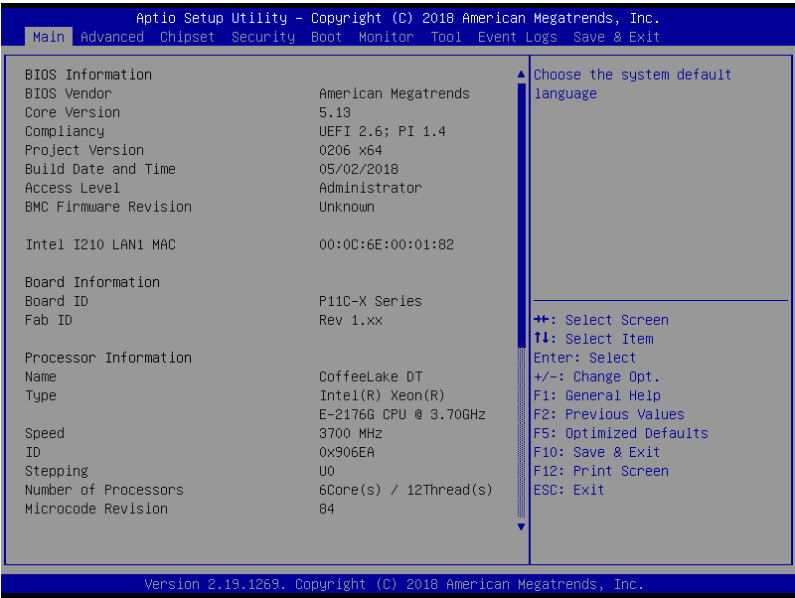 Aptio Setup Utility – Copyright (C) 2018 American Megatrends, Inc.
Main Advanced Chipset Security Boot Monitor Tool Event Logs Save & Exit
BIOS Information
BIOS Vendor American Megatrends
Core Version 5.13
Compliancy UEFI 2.6; PI 1.4
Project Version 0206 x64
Build Date and Time 05/02/2018
Access Level Administrator
BMC Firmware Revision Unknown
Intel I210 LAN1 MAC 00:0C:6E:00:01:82
Board Information
Board ID P11C-X Series
Fab ID Rev 1.xx
Processor Information
Name CoffeeLake DT
Type Intel(R) Xeon(R)
E-2176G CPU @ 3.70GHz
Speed 3700 MHz
ID 0x906EA
Stepping U0
Number of Processors 6Core(s) / 12Thread(s)
Microcode Revision 84
Choose the system default
language
→←: Select Screen
↑↓: Select Item
Enter: Select
+/-: Change Opt.
F1: General Help
F2: Previous Values
F5: Optimized Defaults
F10: Save & Exit
F12: Print Screen
ESC: Exit
Version 2.19.1269. Copyright (C) 2018 American Megatrends, Inc.